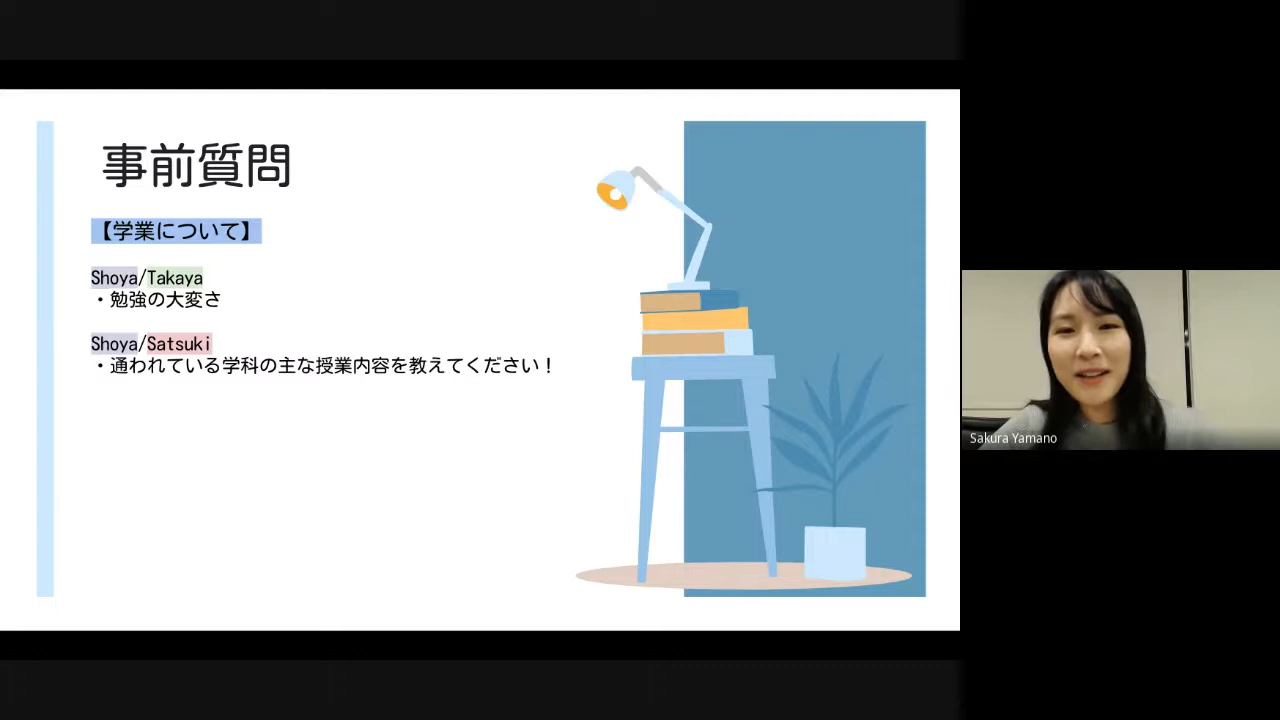 事前質問
【学業について】
Shoya/Takaya
・勉強の大変さ
Shoya/Satsuki
・通われている学科の主な授業内容を教えてください！
Sakura Yamano